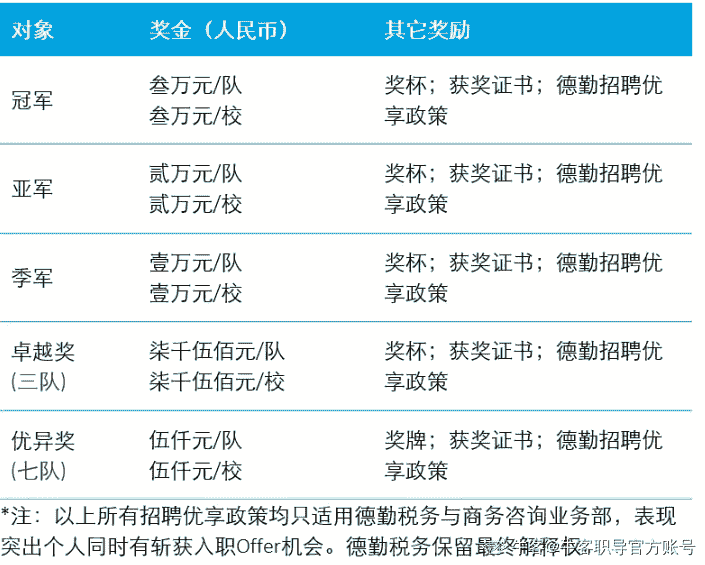 对象 奖金（人民币） 其它奖励
冠军 叁万元/队 奖杯；获奖证书；德勤招聘优
叁万元/校 享政策
亚军 贰万元/队 奖杯；获奖证书；德勤招聘优
贰万元/校 享政策
季军 壹万元/队 奖杯；获奖证书；德勤招聘优
壹万元/校 享政策
卓越奖 柒千伍佰元/队 奖杯；获奖证书；德勤招聘优
(三队) 柒千伍佰元/校 享政策
优异奖 伍仟元/队 奖牌；获奖证书；德勤招聘优
(七队) 伍仟元/校 享政策
*注：以上所有招聘优享政策均只适用德勤税务与商务咨询业务部，表现
突出个人同时有斩获入职Offer机会。德勤税务保留最终解释权。
职导官方账号